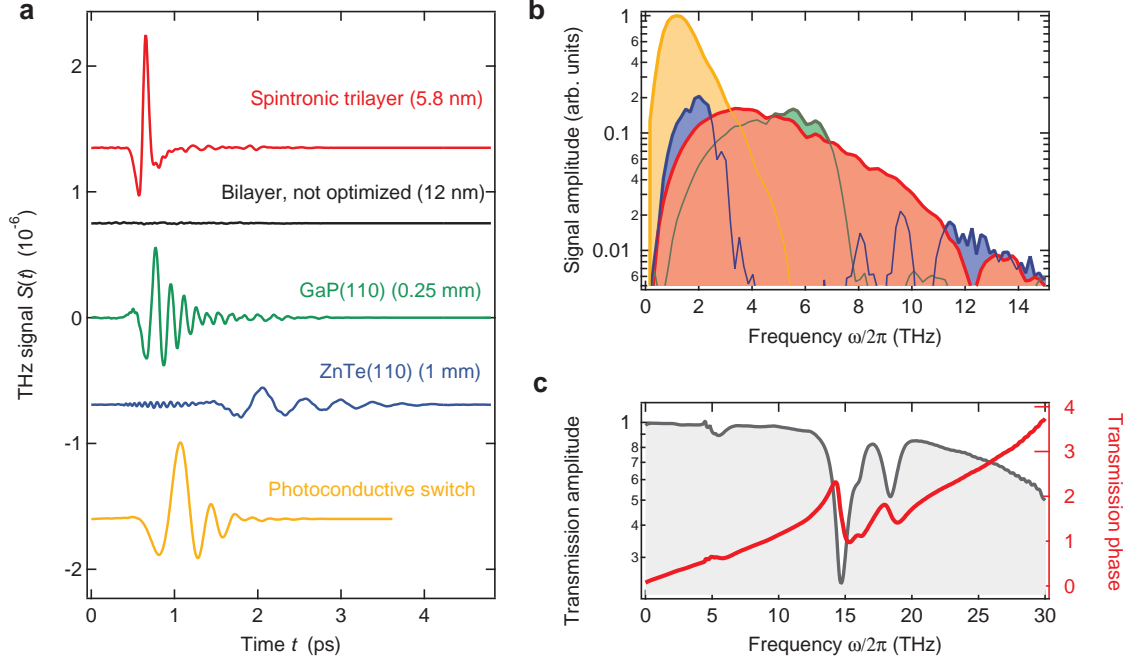 a
THz signal S(t) (10⁻⁶)
2
1
0
-1
-2
Spintronic trilayer (5.8 nm)
Bilayer, not optimized (12 nm)
GaP(110) (0.25 mm)
ZnTe(110) (1 mm)
Photoconductive switch
0 1 2 3 4
Time t (ps)
b
Signal amplitude (arb. units)
1
6
4
2
0.1
6
4
2
0.01
6
0 2 4 6 8 10 12 14
Frequency ω/2π (THz)
c
Transmission amplitude
1
9
8
7
6
5
4
3
0 5 10 15 20 25 30
Frequency ω/2π (THz)
4
3
2
1
0
Transmission phase